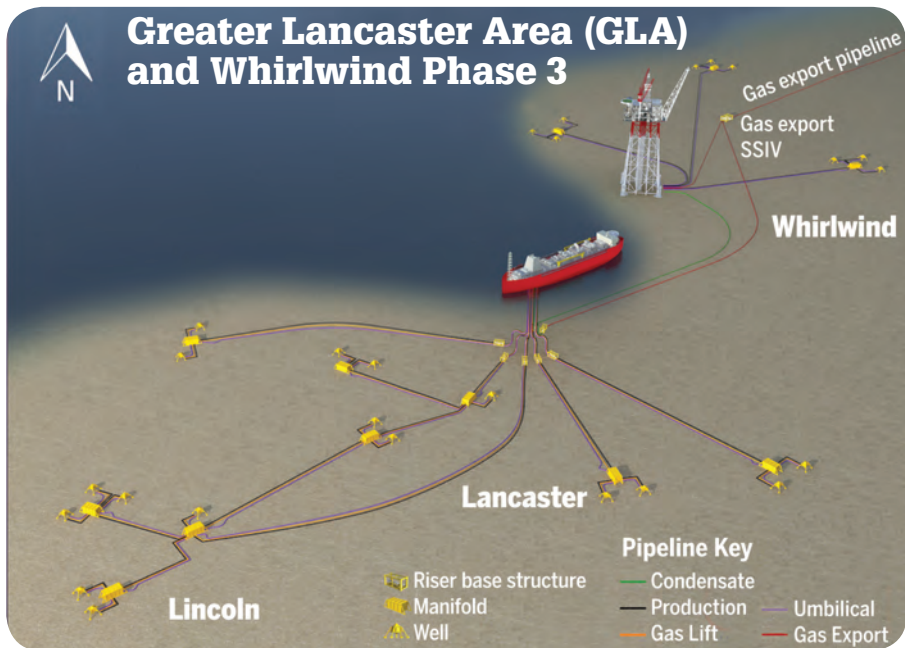 Greater Lancaster Area (GLA)
and Whirlwind Phase 3
N
Gas export pipeline
Gas export
SSIV
Whirlwind
Lancaster
Lincoln
Riser base structure
Manifold
Well
Pipeline Key
Condensate
Production
Umbilical
Gas Lift
Gas Export